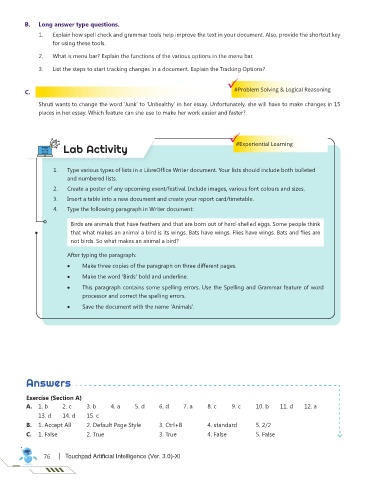 B. Long answer type questions.
1. Explain how spell check and grammar tools help improve the text in your document. Also, provide the shortcut key
for using these tools.
2. What is menu bar? Explain the functions of the various options in the menu bar.
3. List the steps to start tracking changes in a document. Explain the Tracking Options?
#Problem Solving & Logical Reasoning
C.
Shruti wants to change the word 'Junk' to 'Unhealthy' in her essay. Unfortunately, she will have to make changes in 15
places in her essay. Which feature can she use to make her work easier and faster?
#Experiential Learning
Lab Activity
1. Type various types of lists in a LibreOffice Writer document. Your lists should include both bulleted
and numbered lists.
2. Create a poster of any upcoming event/festival. Include images, various font colours and sizes.
3. Insert a table into a new document and create your report card/timetable.
4. Type the following paragraph in Writer document:
Birds are animals that have feathers and that are born out of hard-shelled eggs. Some people think
that what makes an animal a bird is its wings. Bats have wings. Flies have wings. Bats and flies are
not birds. So what makes an animal a bird?
After typing the paragraph:
• Make three copies of the paragraph on three different pages.
• Make the word 'Birds' bold and underline.
• This paragraph contains some spelling errors. Use the Spelling and Grammar feature of word
processor and correct the spelling errors.
• Save the document with the name 'Animals'.
Answers
Exercise (Section A)
A. 1. b 2. c 3. b 4. a 5. d 6. d 7. a 8. c 9. c 10. b 11. d 12. a
13. d 14. d 15. c
B. 1. Accept All 2. Default Page Style 3. Ctrl+B 4. standard 5. 2/2
C. 1. False 2. True 3. True 4. False 5. False
76 Touchpad Artificial Intelligence (Ver. 3.0)-XI